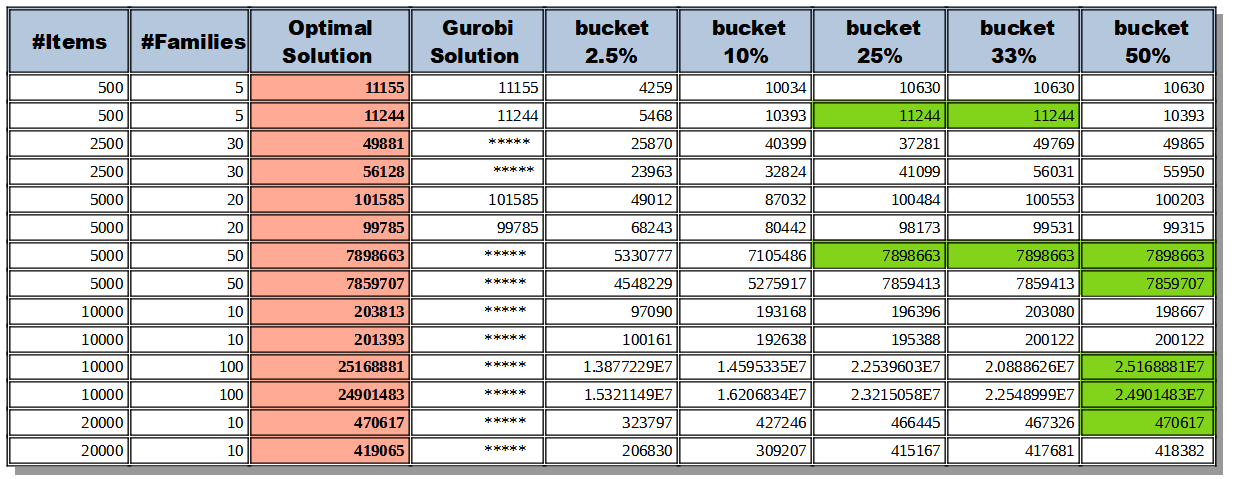 #Items #Families Optimal Solution Gurobi Solution bucket 2.5% bucket 10% bucket 25% bucket 33% bucket 50%
500 5 11155 11155 4259 10034 10630 10630 10630
500 5 11244 11244 5468 10393 11244 11244 10393
2500 30 49881 ***** 25870 40399 37281 49769 49865
2500 30 56128 ***** 23963 32824 41099 56031 55950
5000 20 101585 101585 49012 87032 100484 100553 100203
5000 20 99785 99785 68243 80442 98173 99531 99315
5000 50 7898663 ***** 5330777 7105486 7898663 7898663 7898663
5000 50 7859707 ***** 4548229 5275917 7859413 7859413 7859707
10000 10 203813 ***** 97090 193168 196396 203080 198667
10000 10 201393 ***** 100161 192638 195388 200122 200122
10000 100 25168881 ***** 1.3877229E7 1.4595335E7 2.2539603E7 2.0888626E7 2.5168881E7
10000 100 24901483 ***** 1.5321149E7 1.6206834E7 2.3215058E7 2.2548999E7 2.4901483E7
20000 10 470617 ***** 323797 427246 466445 467326 470617
20000 10 419065 ***** 206830 309207 415167 417681 418382